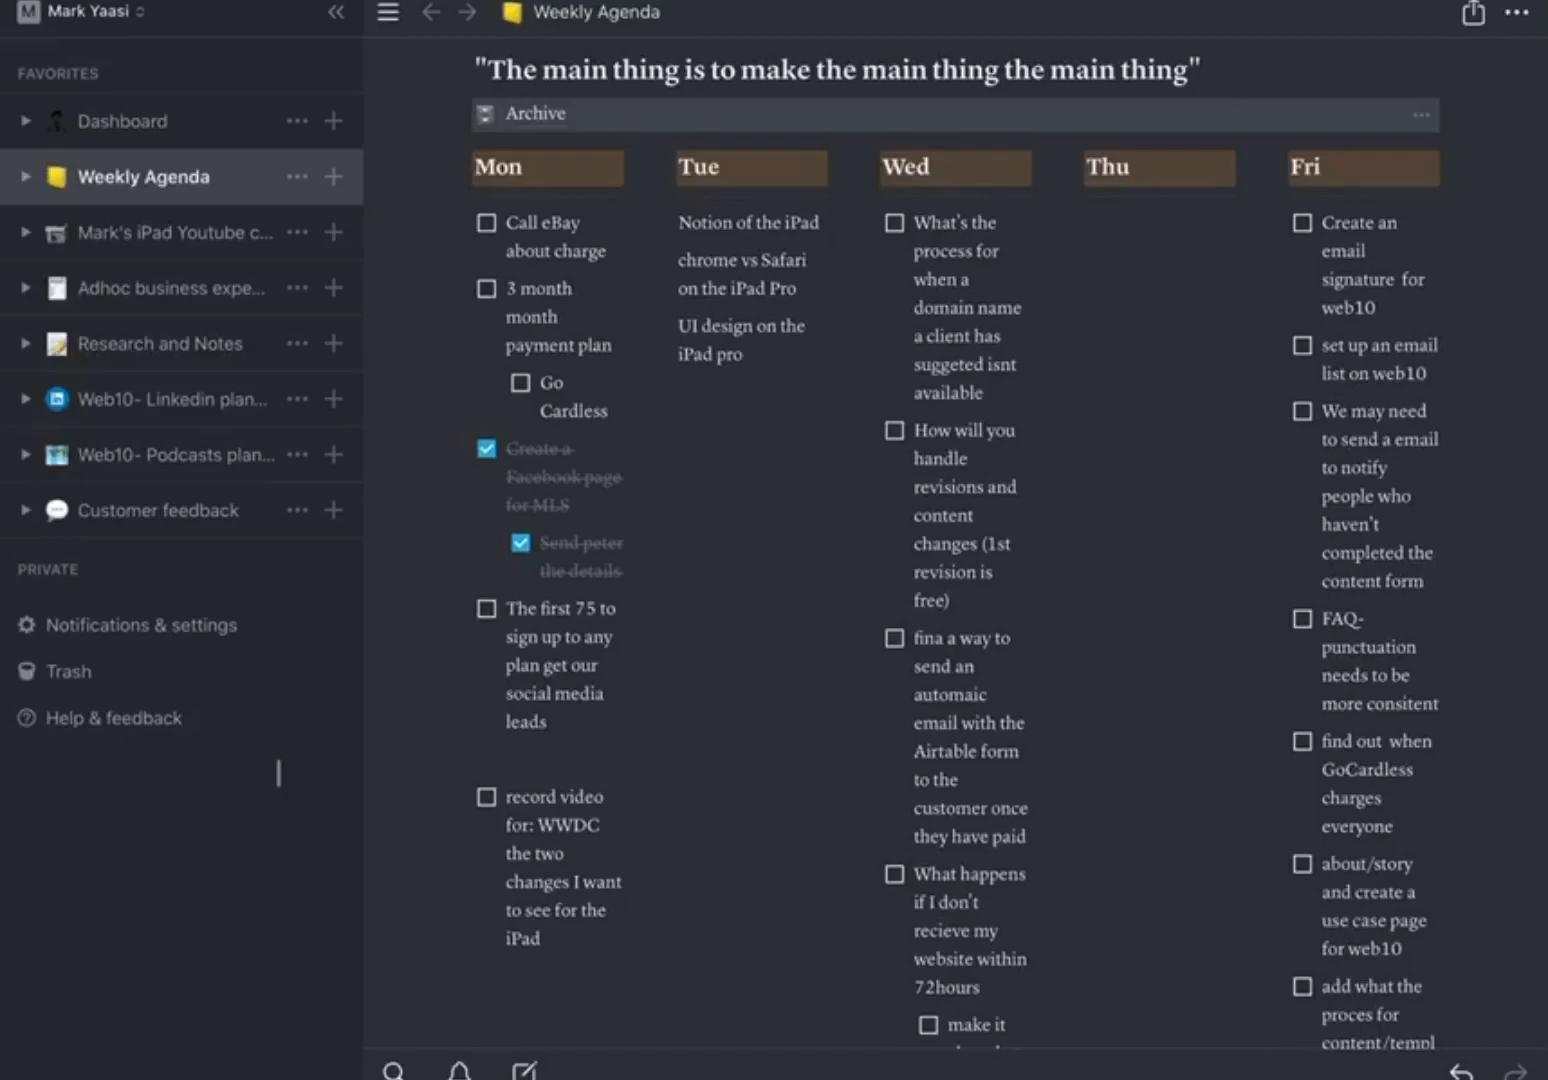 M Mark Yaasi
Weekly Agenda
FAVORITES
Dashboard
Weekly Agenda
Mark's iPad Youtube c...
Adhoc business expe...
Research and Notes
Web10- Linkedin plan...
Web10- Podcasts plan...
Customer feedback
PRIVATE
Notifications & settings
Trash
Help & feedback
"The main thing is to make the main thing the main thing"
Archive
Mon
Call eBay
about charge
3 month
month
payment plan
Go
Cardless
Create a
Facebook page
for MLS
Send peter
the details
The first 75 to
sign up to any
plan get our
social media
leads
record video
for: WWDC
the two
changes I want
to see for the
iPad
Tue
Notion of the iPad
chrome vs Safari
on the iPad Pro
UI design on the
iPad pro
Wed
What's the
process for
when a
domain name
a client has
suggeted isnt
available
How will you
handle
revisions and
content
changes (1st
revision is
free)
fina a way to
send an
automaic
email with the
Airtable form
to the
customer once
they have paid
What happens
if I don't
recieve my
website within
72hours
make it
Thu
Fri
Create an
email
signature for
web10
set up an email
list on web10
We may need
to send a email
to notify
people who
haven't
completed the
content form
FAQ-
punctuation
needs to be
more consitent
find out when
GoCardless
charges
everyone
about/story
and create a
use case page
for web10
add what the
proces for
content/templ